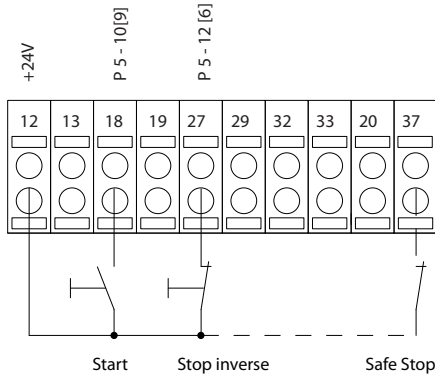 +24V
P 5 - 10[9]
P 5 - 12 [6]
12 13 18 19 27 29 32 33 20 37
Start Stop inverse Safe Stop